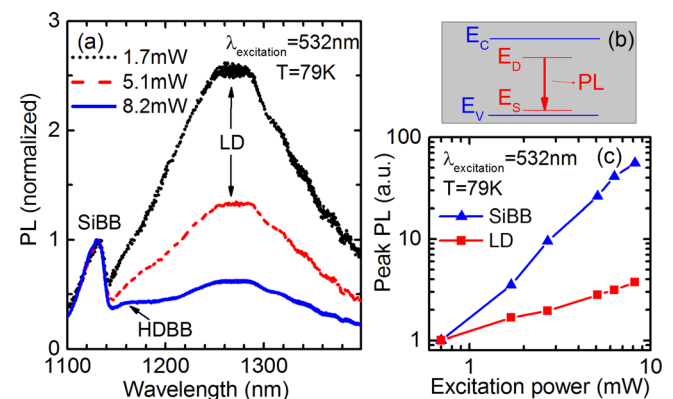 (a)
λexcitation=532nm
T=79K
1.7mW
5.1mW
8.2mW
LD
SiBB
HDBB
PL (normalized)
3
2
1
0
1100 1200 1300
Wavelength (nm)
(b)
EC
ED
PL
ES
EV
(c)
λexcitation=532nm
T=79K
SiBB
LD
Peak PL (a.u.)
100
10
1
1 10
Excitation power (mW)